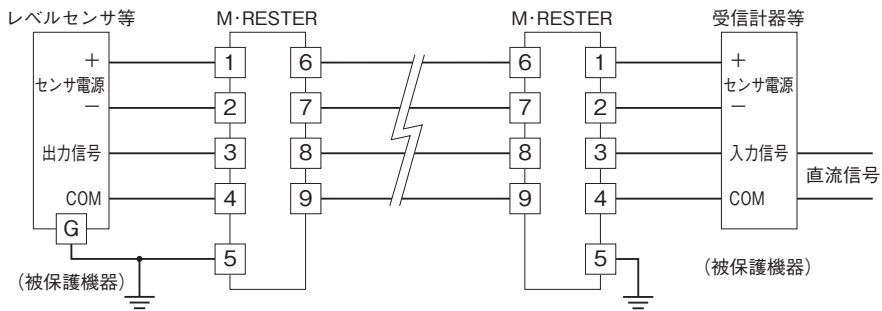 レベルセンサ等 M・RESTER M・RESTER 受信計器等
+ 1 6 6 1 +
センサ電源 センサ電源
− 2 7 7 2 −
出力信号 3 8 8 3 入力信号
直流信号
COM 4 9 9 4 COM
G
5 5
(被保護機器) (被保護機器)